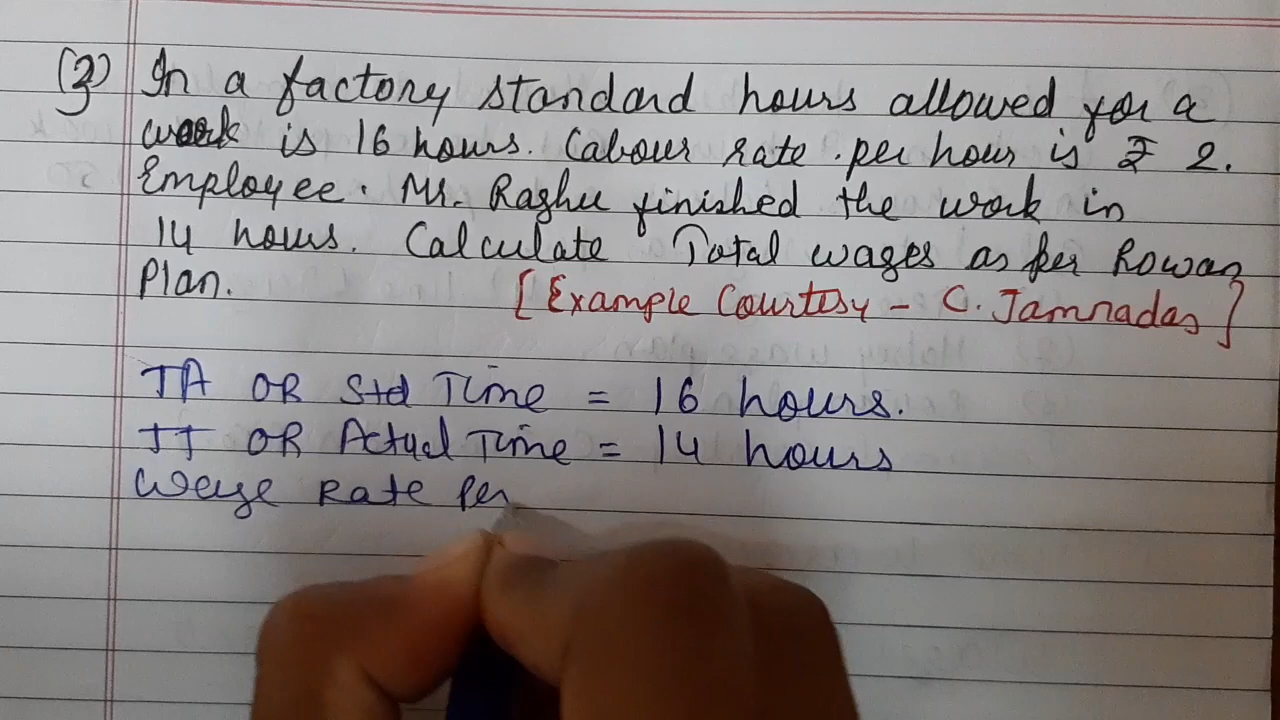 (3) In a factory standard hours allowed for a
work is 16 hours. Labour rate per hour is ₹ 2.
Employee. Mr. Raghu finished the work in
14 hours. Calculate Total wages as per Rowan
Plan. [Example Courtesy - C. Jamnadas]
TA OR Std Time = 16 hours.
TT OR Actual Time = 14 hours
Wage Rate Per